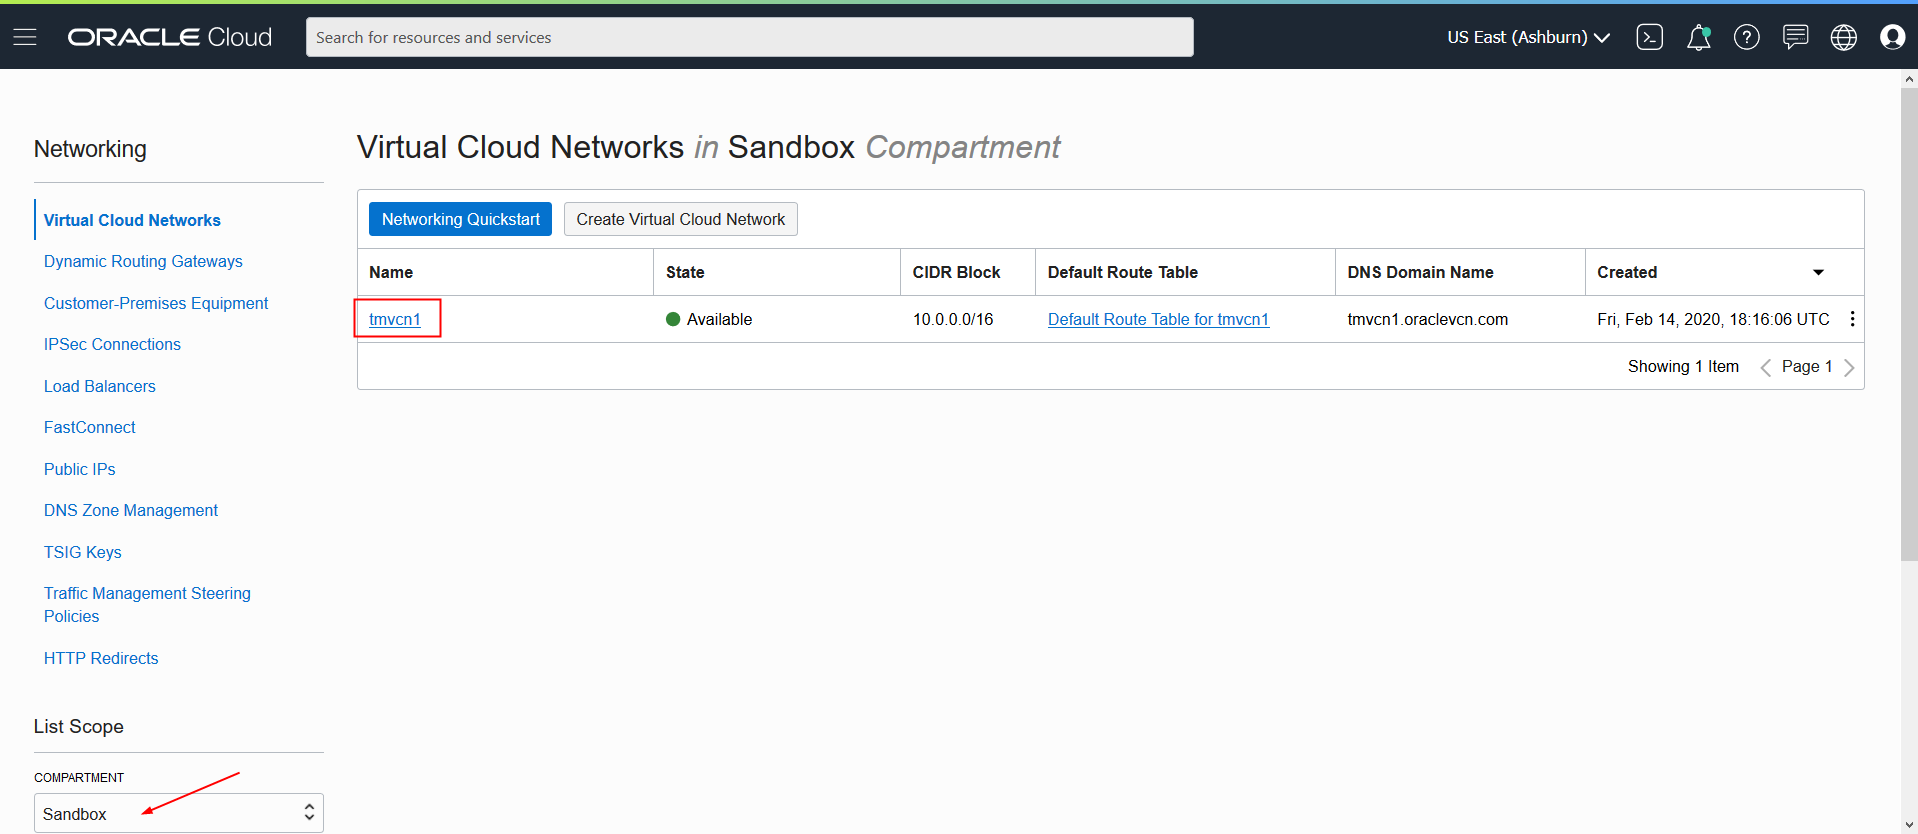 ORACLE Cloud
Search for resources and services
US East (Ashburn)
Networking
Virtual Cloud Networks
Dynamic Routing Gateways
Customer-Premises Equipment
IPSec Connections
Load Balancers
FastConnect
Public IPs
DNS Zone Management
TSIG Keys
Traffic Management Steering
Policies
HTTP Redirects
List Scope
COMPARTMENT
Sandbox
Virtual Cloud Networks in Sandbox Compartment
Networking Quickstart Create Virtual Cloud Network
Name State CIDR Block Default Route Table DNS Domain Name Created
tmvcn1 Available 10.0.0.0/16 Default Route Table for tmvcn1 tmvcn1.oraclevcn.com Fri, Feb 14, 2020, 18:16:06 UTC
Showing 1 Item Page 1